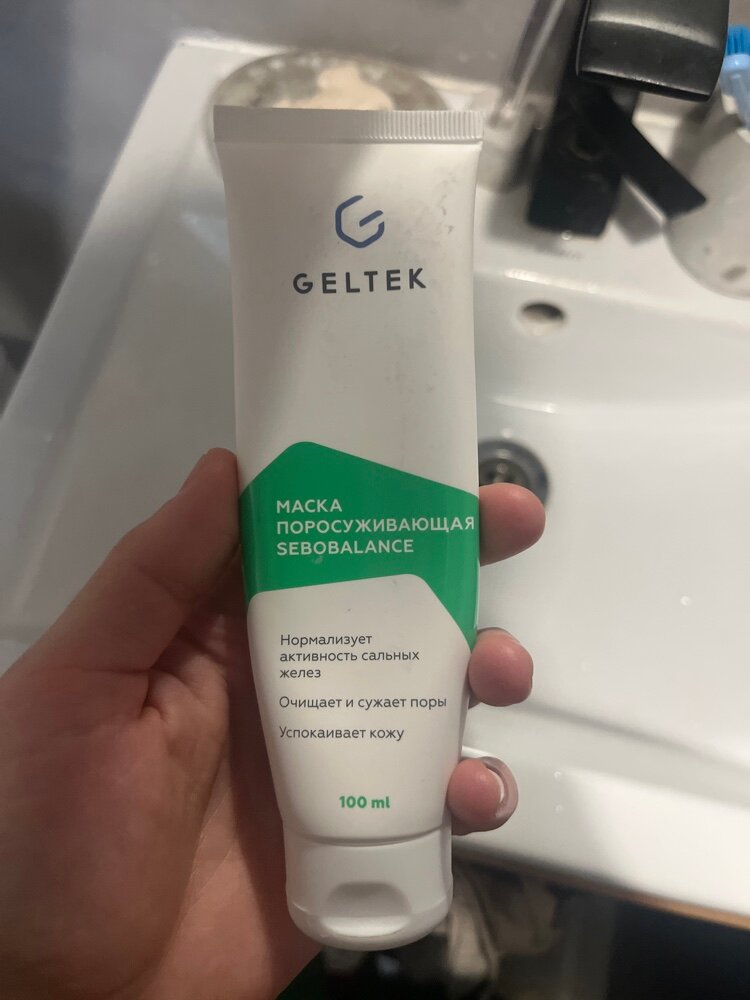 GELTEK
МАСКА
ПОРОСУЖИВАЮЩАЯ
SEBOBALANCE
Нормализует
активность сальных
желез
Очищает и сужает поры
Успокаивает кожу
100 ml